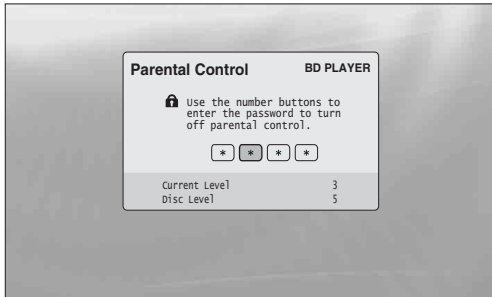 Parental Control BD PLAYER
Use the number buttons to
enter the password to turn
off parental control.
* * * *
Current Level 3
Disc Level 5